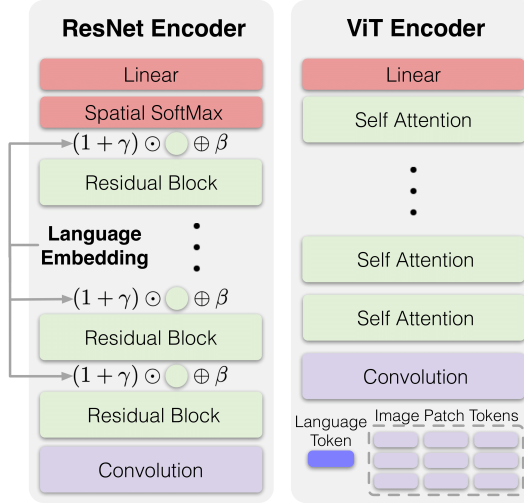 ResNet Encoder
Linear
Spatial SoftMax
(1 + γ) ⊙ ⊕ β
Residual Block
Language
Embedding
(1 + γ) ⊙ ⊕ β
Residual Block
(1 + γ) ⊙ ⊕ β
Residual Block
Convolution
ViT Encoder
Linear
Self Attention
Self Attention
Self Attention
Convolution
Language
Token
Image Patch Tokens